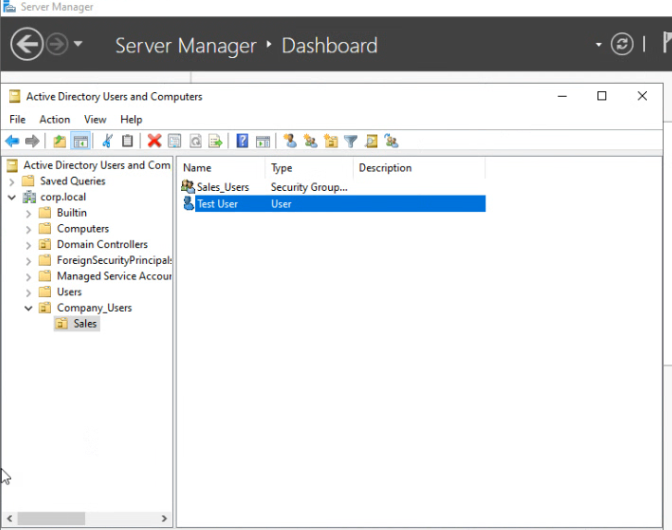 Server Manager
Server Manager • Dashboard
Active Directory Users and Computers
File Action View Help
Active Directory Users and Com
Saved Queries
corp.local
Builtin
Computers
Domain Controllers
ForeignSecurityPrincipals
Managed Service Accour
Users
Company_Users
Sales
Name Type Description
Sales_Users Security Group...
Test User User